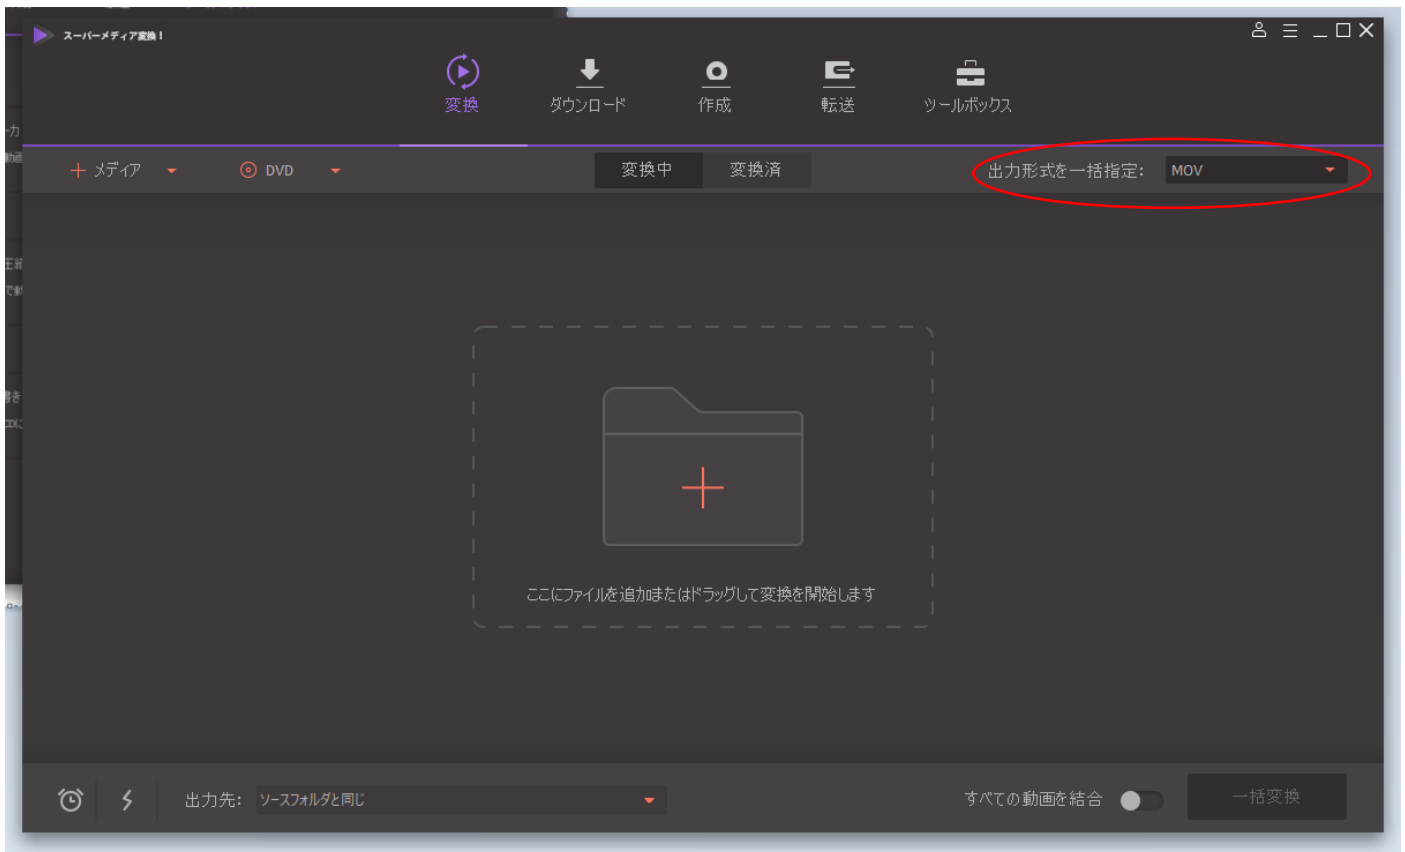 スーパーメディア変換！
変換
ダウンロード
作成
転送
ツールボックス
メディア
DVD
変換中
変換済
出力形式を一括指定:
MOV
ここにファイルを追加またはドラッグして変換を開始します
出力先:
ソースフォルダと同じ
すべての動画を結合
一括変換